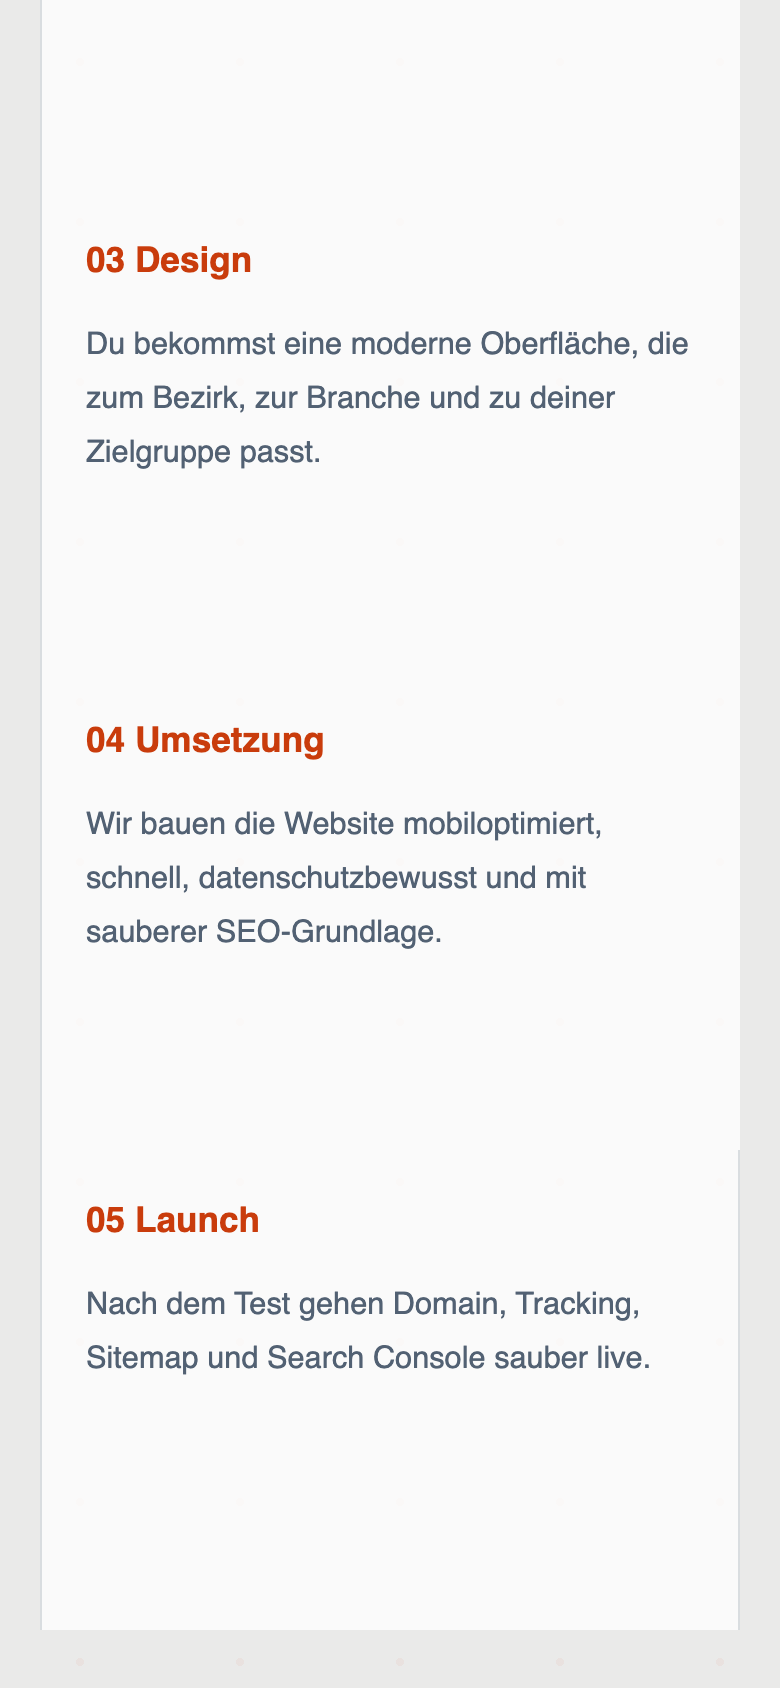 03 Design
Du bekommst eine moderne Oberfläche, die
zum Bezirk, zur Branche und zu deiner
Zielgruppe passt.
04 Umsetzung
Wir bauen die Website mobiloptimiert,
schnell, datenschutzbewusst und mit
sauberer SEO-Grundlage.
05 Launch
Nach dem Test gehen Domain, Tracking,
Sitemap und Search Console sauber live.